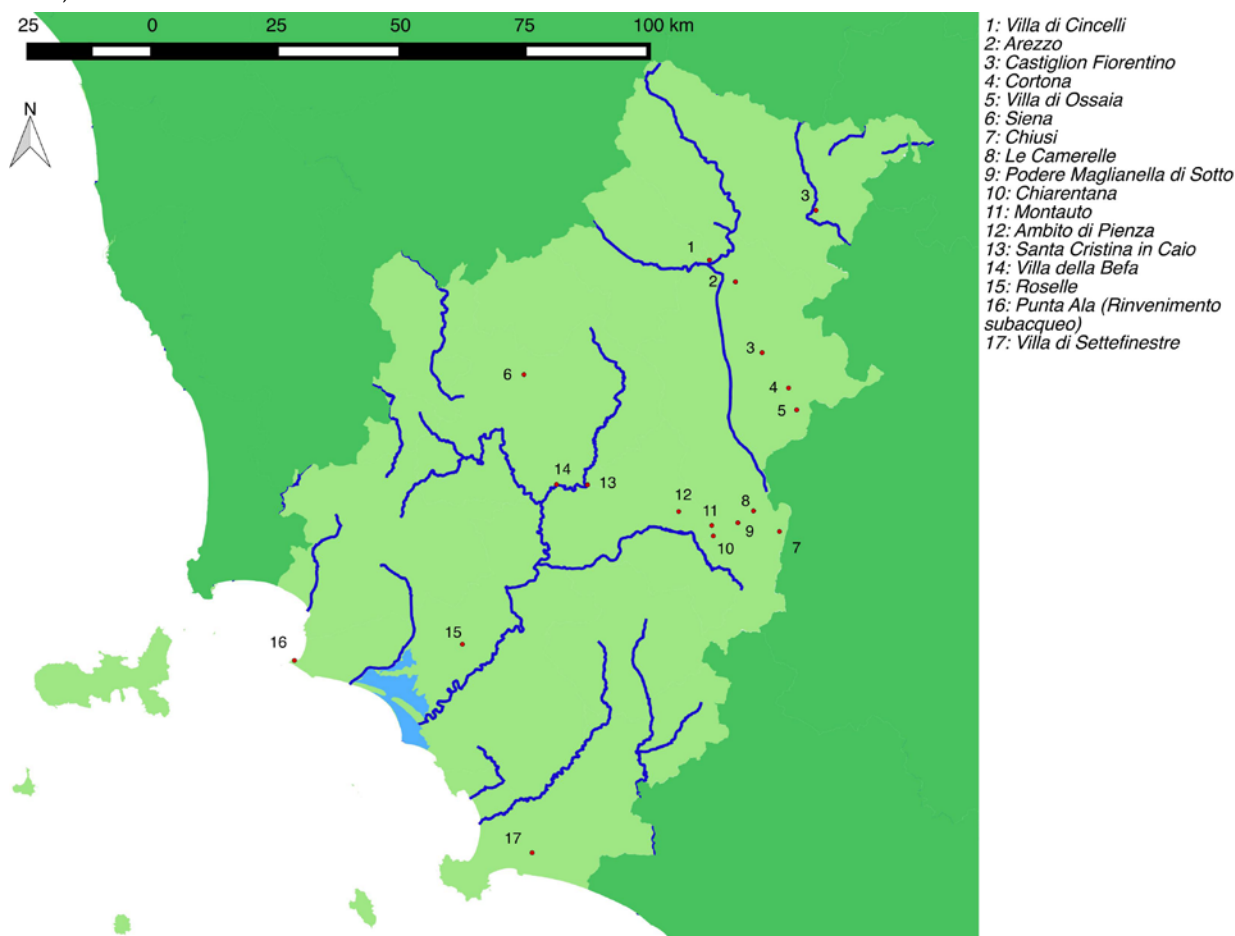 25 0 25 50 75 100 km
N
1: Villa di Cincelli
2: Arezzo
3: Castiglion Fiorentino
4: Cortona
5: Villa di Ossaia
6: Siena
7: Chiusi
8: Le Camerelle
9: Podere Maglianella di Sotto
10: Chiarentana
11: Montauto
12: Ambito di Pienza
13: Santa Cristina in Caio
14: Villa della Befa
15: Roselle
16: Punta Ala (Rinvenimento
subacqueo)
17: Villa di Settefinestre
3
1
2
3
4
5
6
14
13
12
11
8
9
10
7
15
16
17